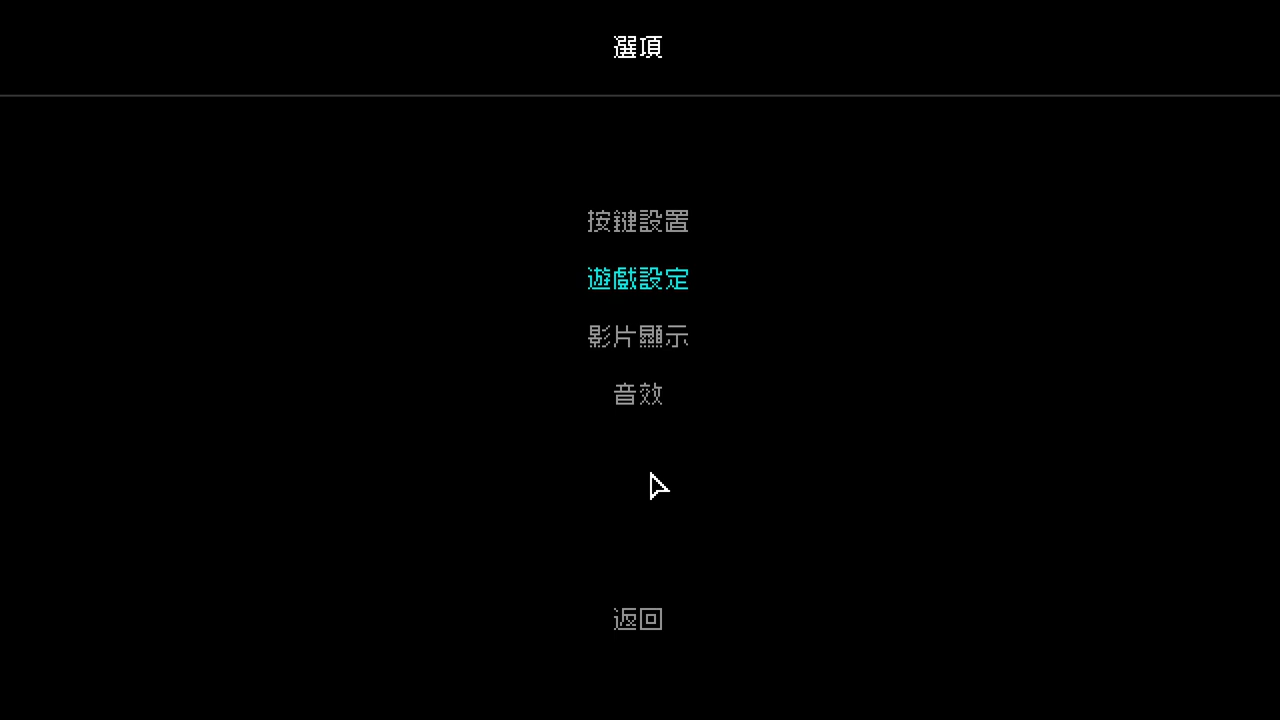 選項
按鍵設置
遊戲設定
影片顯示
音效
返回